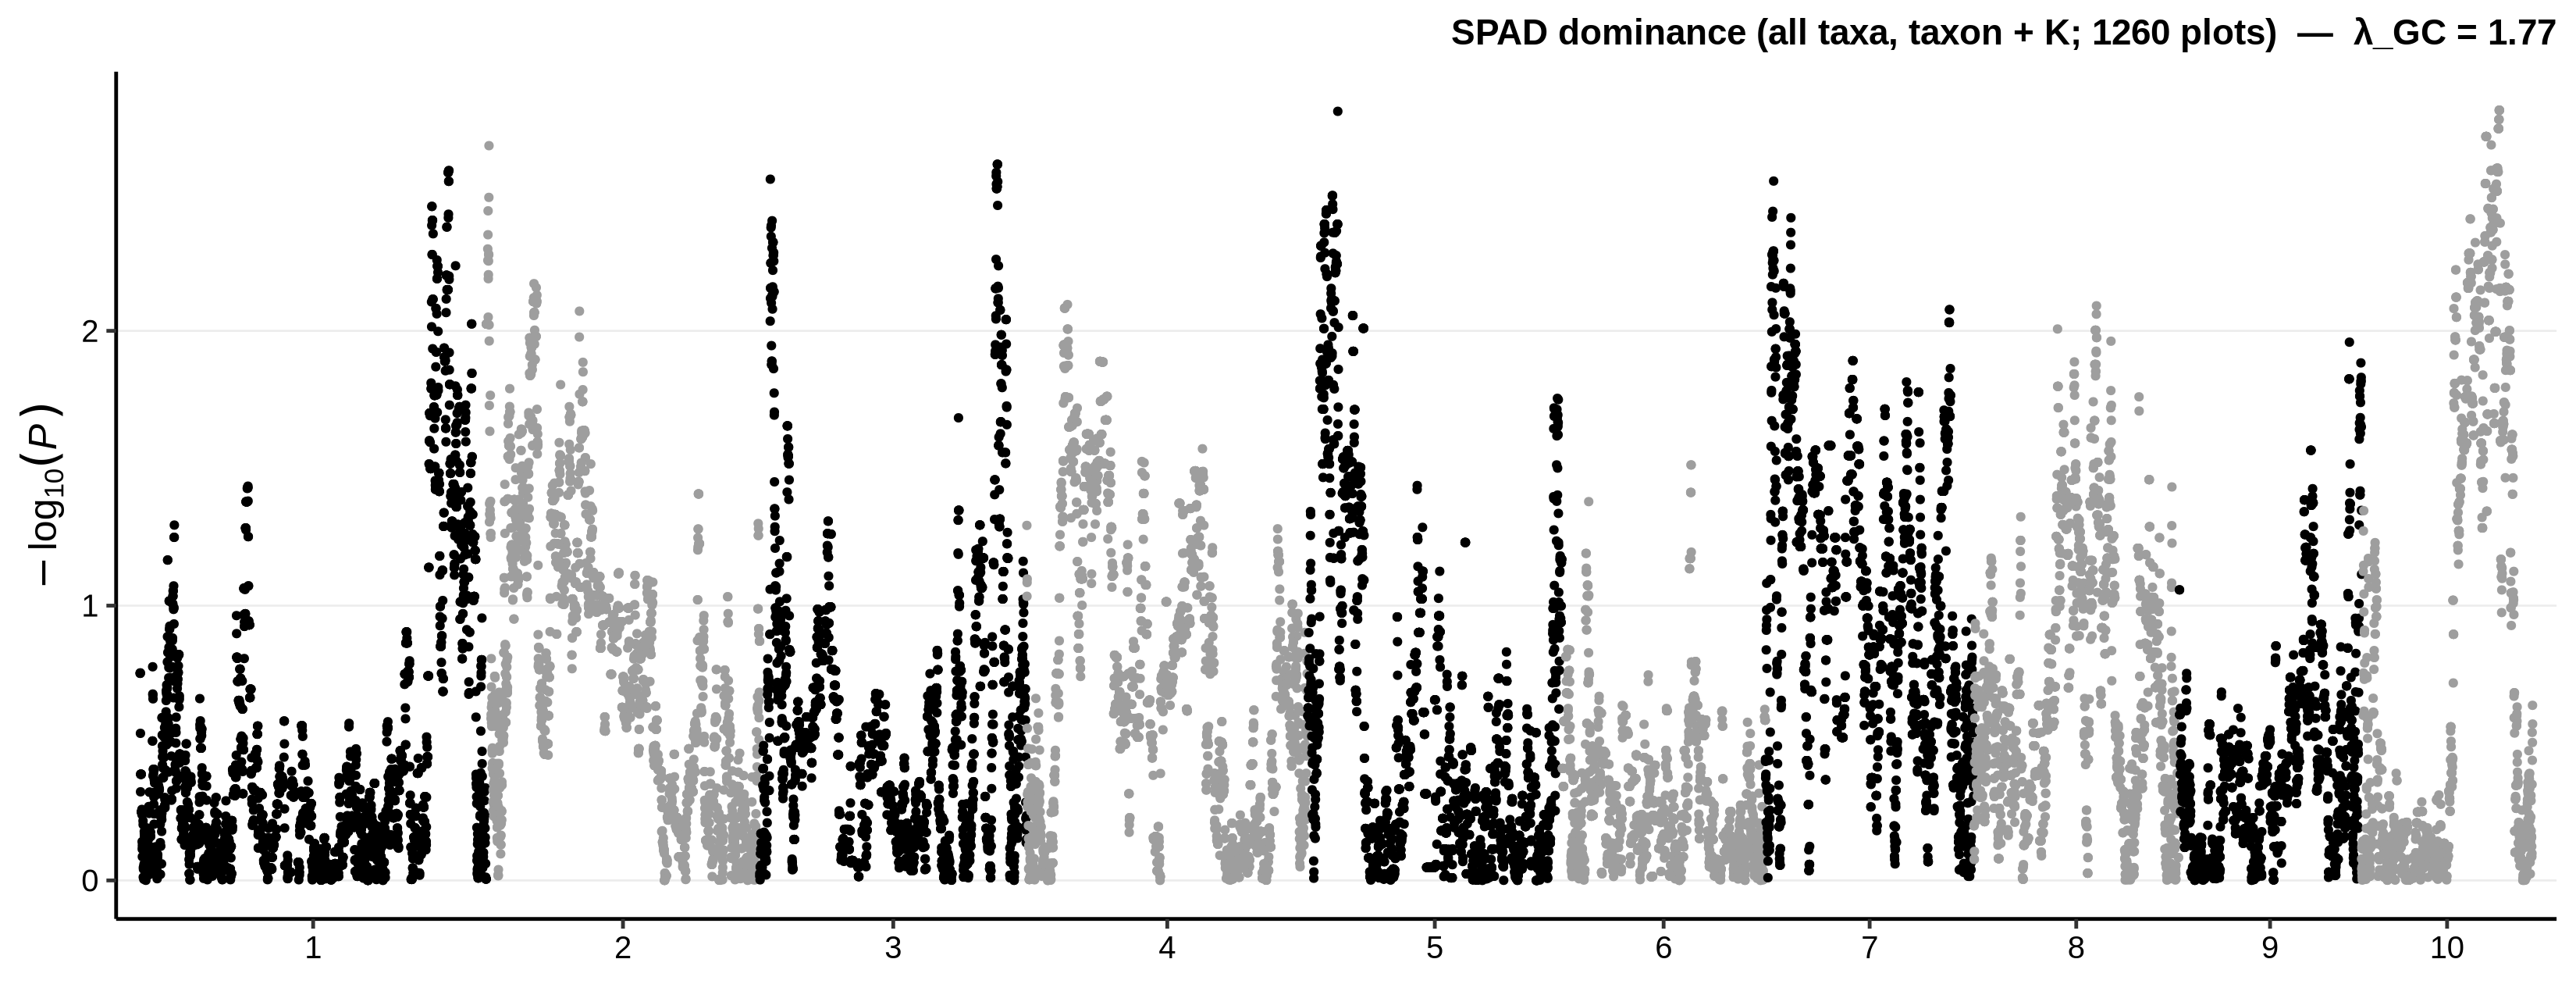 SPAD dominance (all taxa, taxon + K; 1260 plots) — λ_GC = 1.77
− log10(P)
2
1
0
1 2 3 4 5 6 7 8 9 10